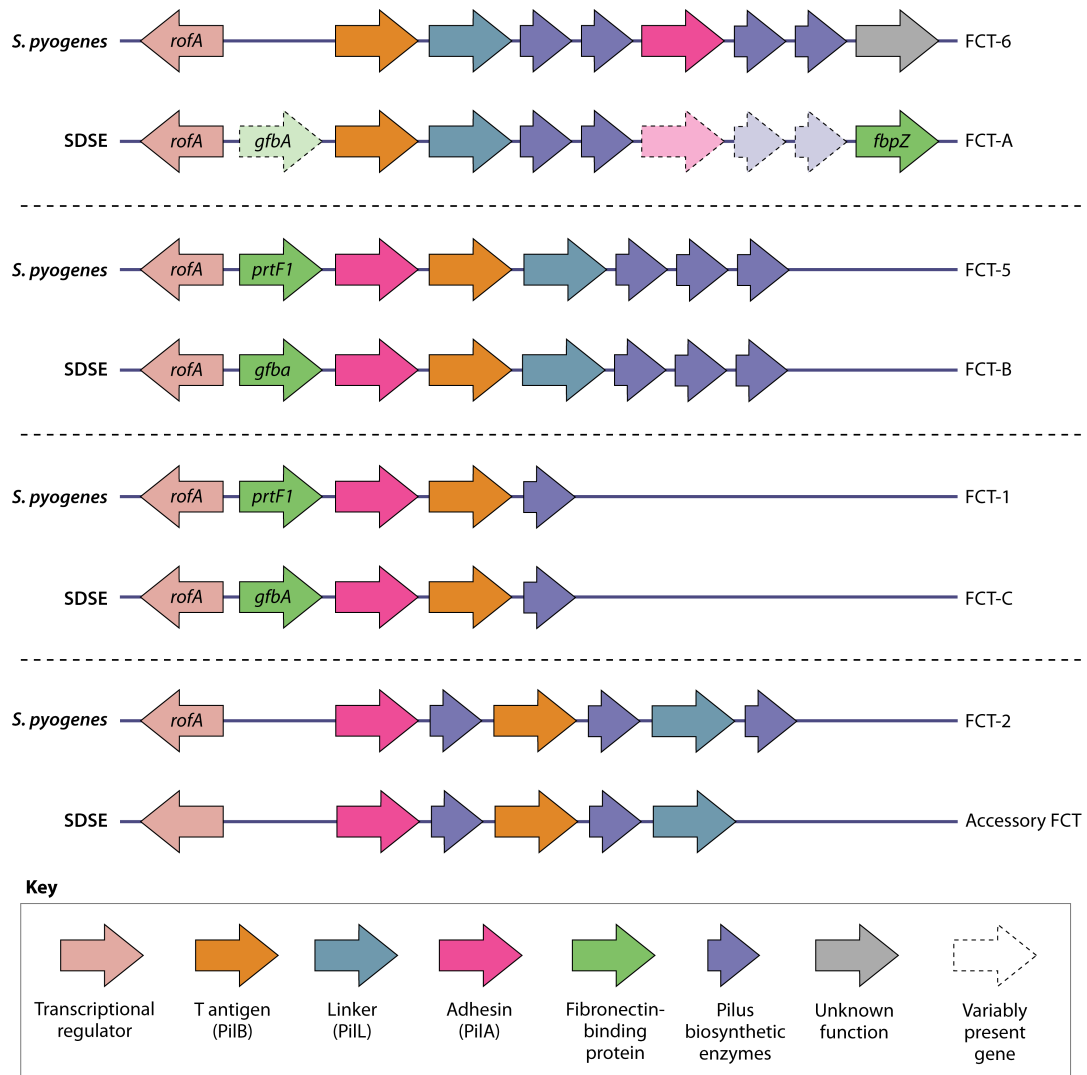 S. pyogenes rofA FCT-6
SDSE rofA gfbA fbpZ FCT-A
S. pyogenes rofA prtF1 FCT-5
SDSE rofA gfba FCT-B
S. pyogenes rofA prtF1 FCT-1
SDSE rofA gfbA FCT-C
S. pyogenes rofA FCT-2
SDSE Accessory FCT
Key
Transcriptional
regulator
T antigen
(PilB)
Linker
(PilL)
Adhesin
(PilA)
Fibronectin-
binding
protein
Pilus
biosynthetic
enzymes
Unknown
function
Variably
present
gene